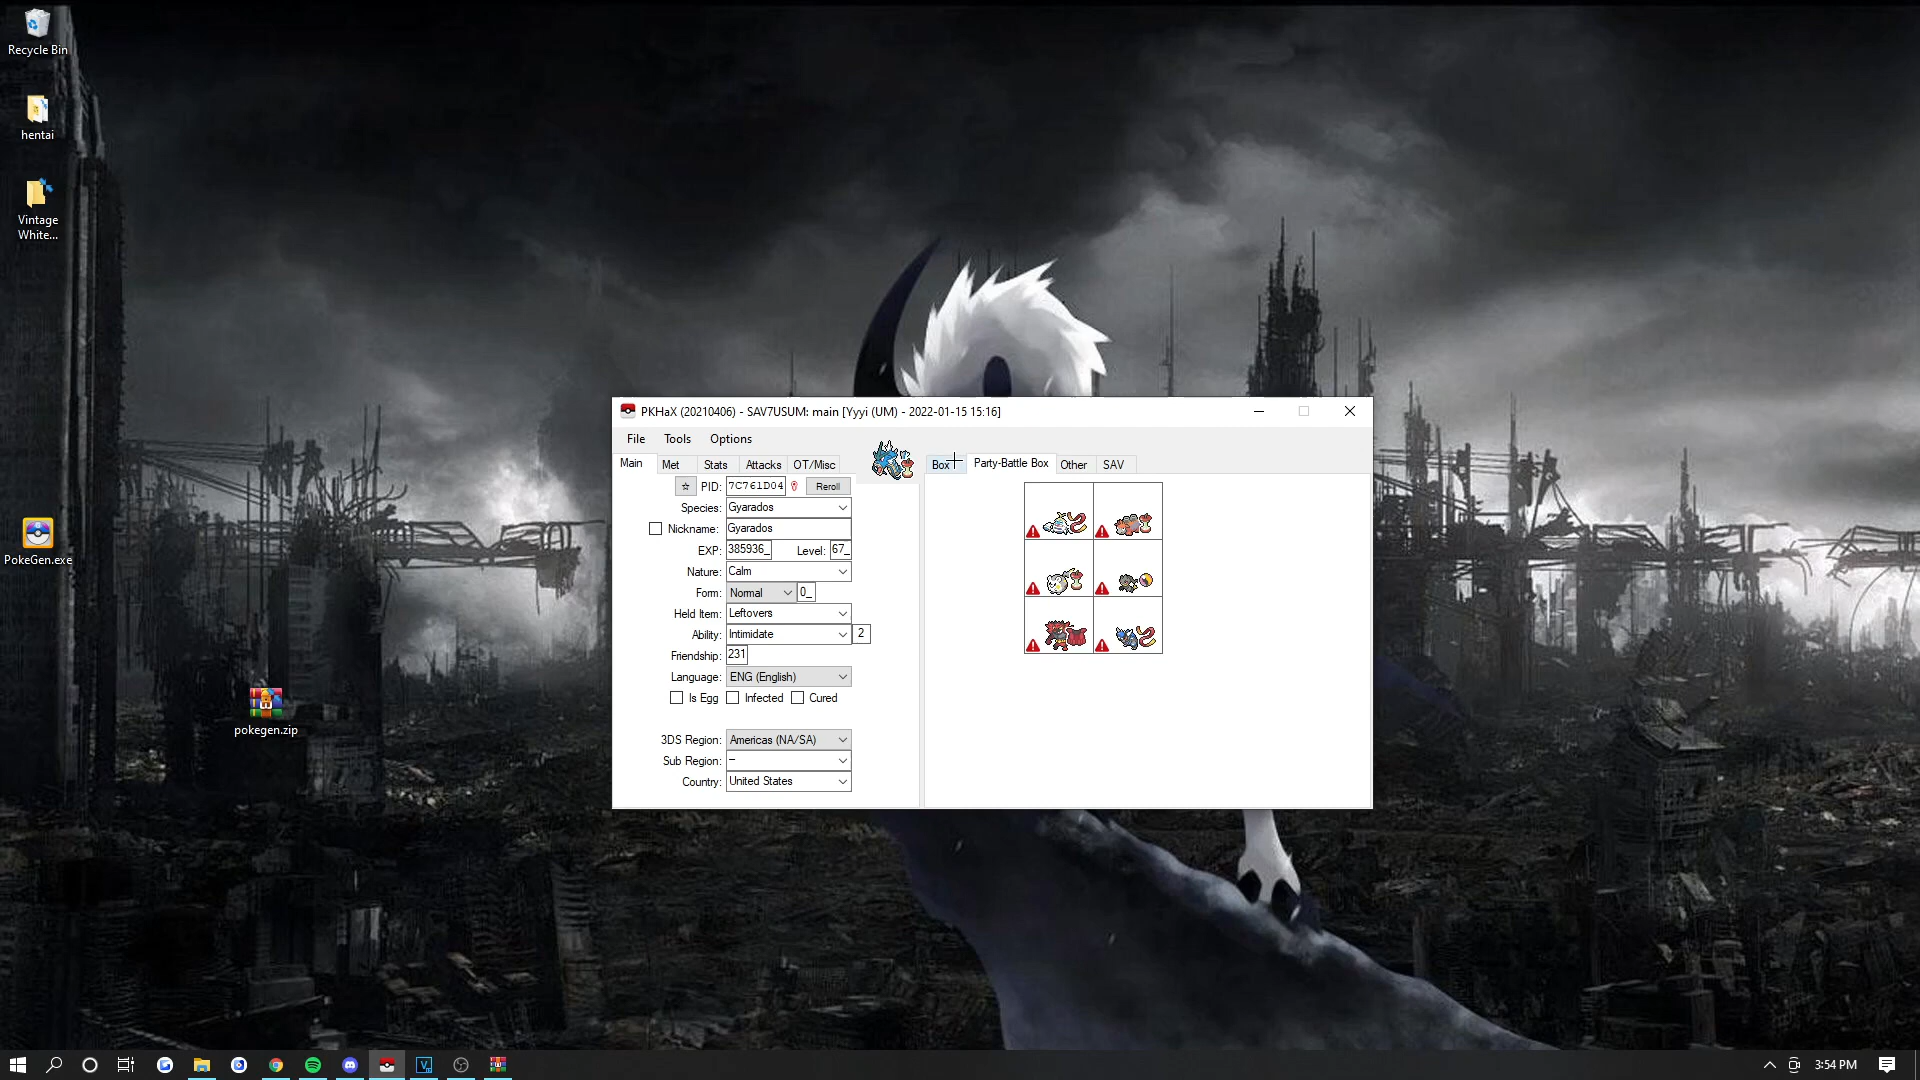 Recycle Bin
hentai
Vintage
White...
PokeGen.exe
pokegen.zip
PKHaX (20210406) - SAV7USUM: main [Yyyi (UM) - 2022-01-15 15:16]
File Tools Options
Main Met Stats Attacks OT/Misc
Box Party-Battle Box Other SAV
PID: 7C761D04 Reroll
Species: Gyarados
Nickname: Gyarados
EXP: 385936_ Level: 67_
Nature: Calm
Form: Normal 0_
Held Item: Leftovers
Ability: Intimidate 2
Friendship: 231
Language: ENG (English)
Is Egg Infected Cured
3DS Region: Americas (NA/SA)
Sub Region: –
Country: United States
3:54 PM